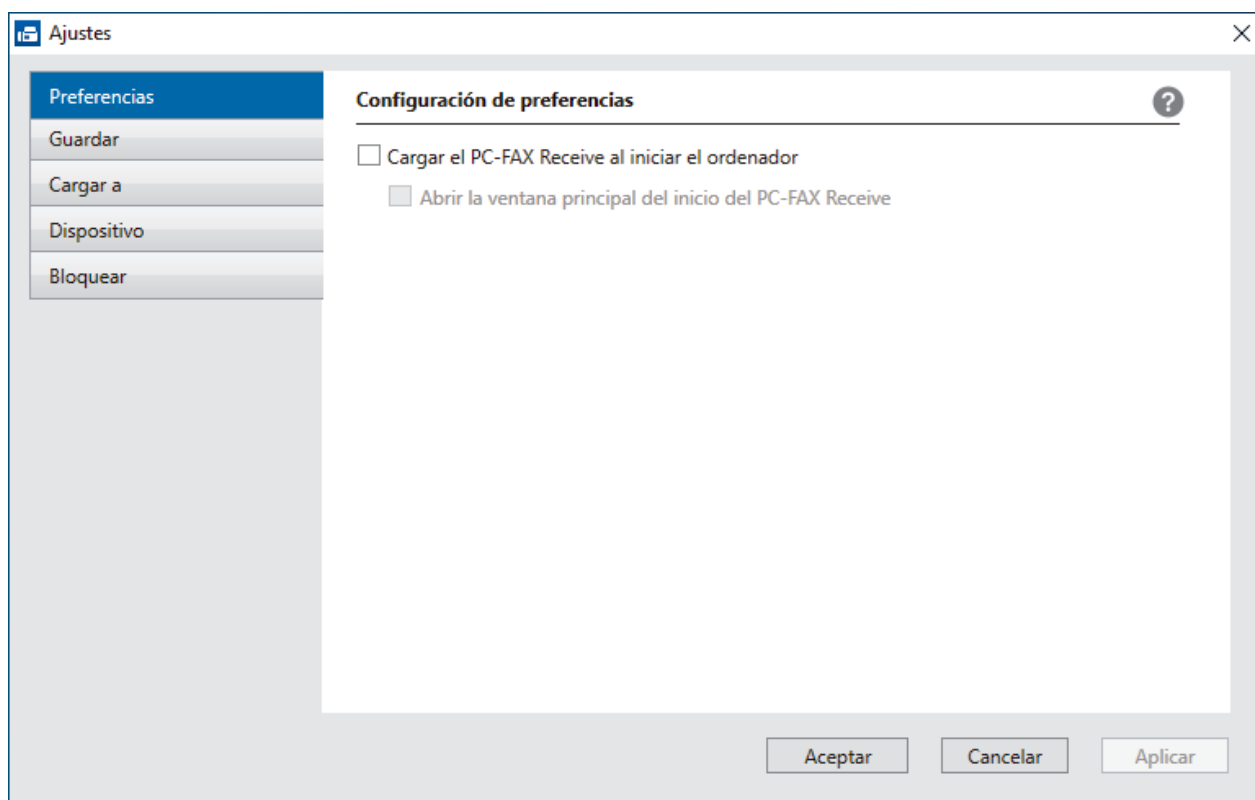 Ajustes
Preferencias
Guardar
Cargar a
Dispositivo
Bloquear
Configuración de preferencias
?
Cargar el PC-FAX Receive al iniciar el ordenador
Abrir la ventana principal del inicio del PC-FAX Receive
Aceptar
Cancelar
Aplicar